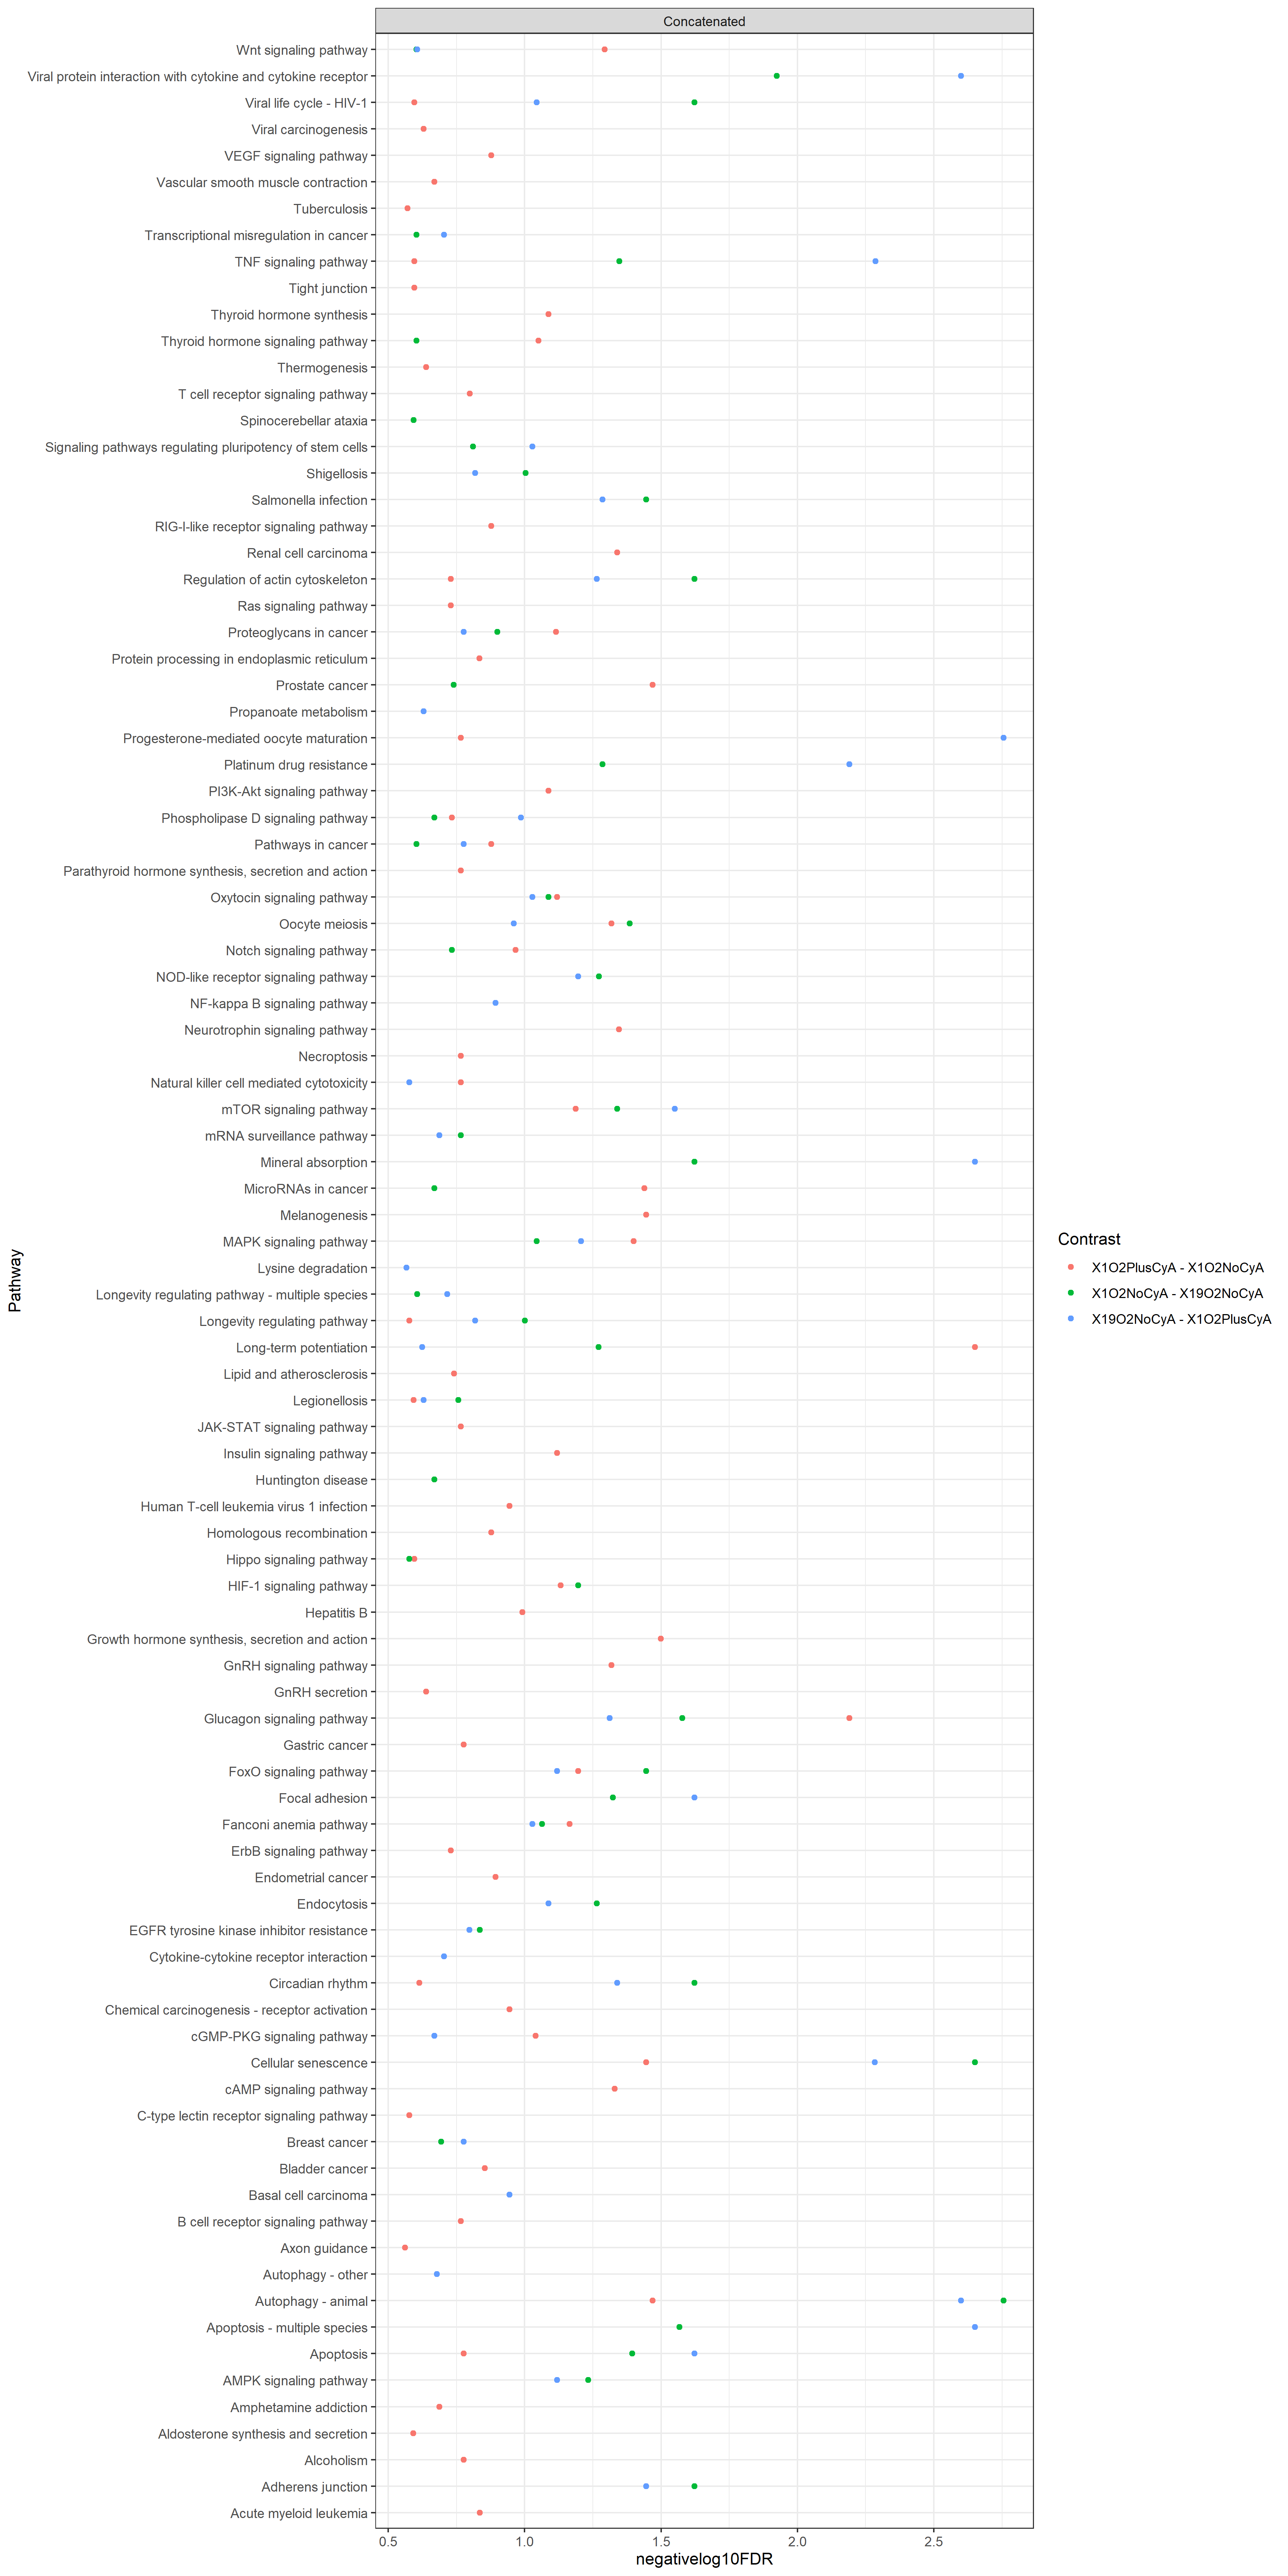 Concatenated
Wnt signaling pathway
Viral protein interaction with cytokine and cytokine receptor
Viral life cycle - HIV-1
Viral carcinogenesis
VEGF signaling pathway
Vascular smooth muscle contraction
Tuberculosis
Transcriptional misregulation in cancer
TNF signaling pathway
Tight junction
Thyroid hormone synthesis
Thyroid hormone signaling pathway
Thermogenesis
T cell receptor signaling pathway
Spinocerebellar ataxia
Signaling pathways regulating pluripotency of stem cells
Shigellosis
Salmonella infection
RIG-I-like receptor signaling pathway
Renal cell carcinoma
Regulation of actin cytoskeleton
Ras signaling pathway
Proteoglycans in cancer
Protein processing in endoplasmic reticulum
Prostate cancer
Propanoate metabolism
Progesterone-mediated oocyte maturation
Platinum drug resistance
PI3K-Akt signaling pathway
Phospholipase D signaling pathway
Pathways in cancer
Parathyroid hormone synthesis, secretion and action
Oxytocin signaling pathway
Oocyte meiosis
Notch signaling pathway
NOD-like receptor signaling pathway
NF-kappa B signaling pathway
Neurotrophin signaling pathway
Necroptosis
Natural killer cell mediated cytotoxicity
mTOR signaling pathway
mRNA surveillance pathway
Mineral absorption
MicroRNAs in cancer
Melanogenesis
MAPK signaling pathway
Lysine degradation
Longevity regulating pathway - multiple species
Longevity regulating pathway
Long-term potentiation
Lipid and atherosclerosis
Legionellosis
JAK-STAT signaling pathway
Insulin signaling pathway
Huntington disease
Human T-cell leukemia virus 1 infection
Homologous recombination
Hippo signaling pathway
HIF-1 signaling pathway
Hepatitis B
Growth hormone synthesis, secretion and action
GnRH signaling pathway
GnRH secretion
Glucagon signaling pathway
Gastric cancer
FoxO signaling pathway
Focal adhesion
Fanconi anemia pathway
ErbB signaling pathway
Endometrial cancer
Endocytosis
EGFR tyrosine kinase inhibitor resistance
Cytokine-cytokine receptor interaction
Circadian rhythm
Chemical carcinogenesis - receptor activation
cGMP-PKG signaling pathway
Cellular senescence
cAMP signaling pathway
C-type lectin receptor signaling pathway
Breast cancer
Bladder cancer
Basal cell carcinoma
B cell receptor signaling pathway
Axon guidance
Autophagy - other
Autophagy - animal
Apoptosis - multiple species
Apoptosis
AMPK signaling pathway
Amphetamine addiction
Aldosterone synthesis and secretion
Alcoholism
Adherens junction
Acute myeloid leukemia
0.5 1.0 1.5 2.0 2.5
negativelog10FDR
Pathway
Contrast
X1O2PlusCyA - X1O2NoCyA
X1O2NoCyA - X19O2NoCyA
X19O2NoCyA - X1O2PlusCyA